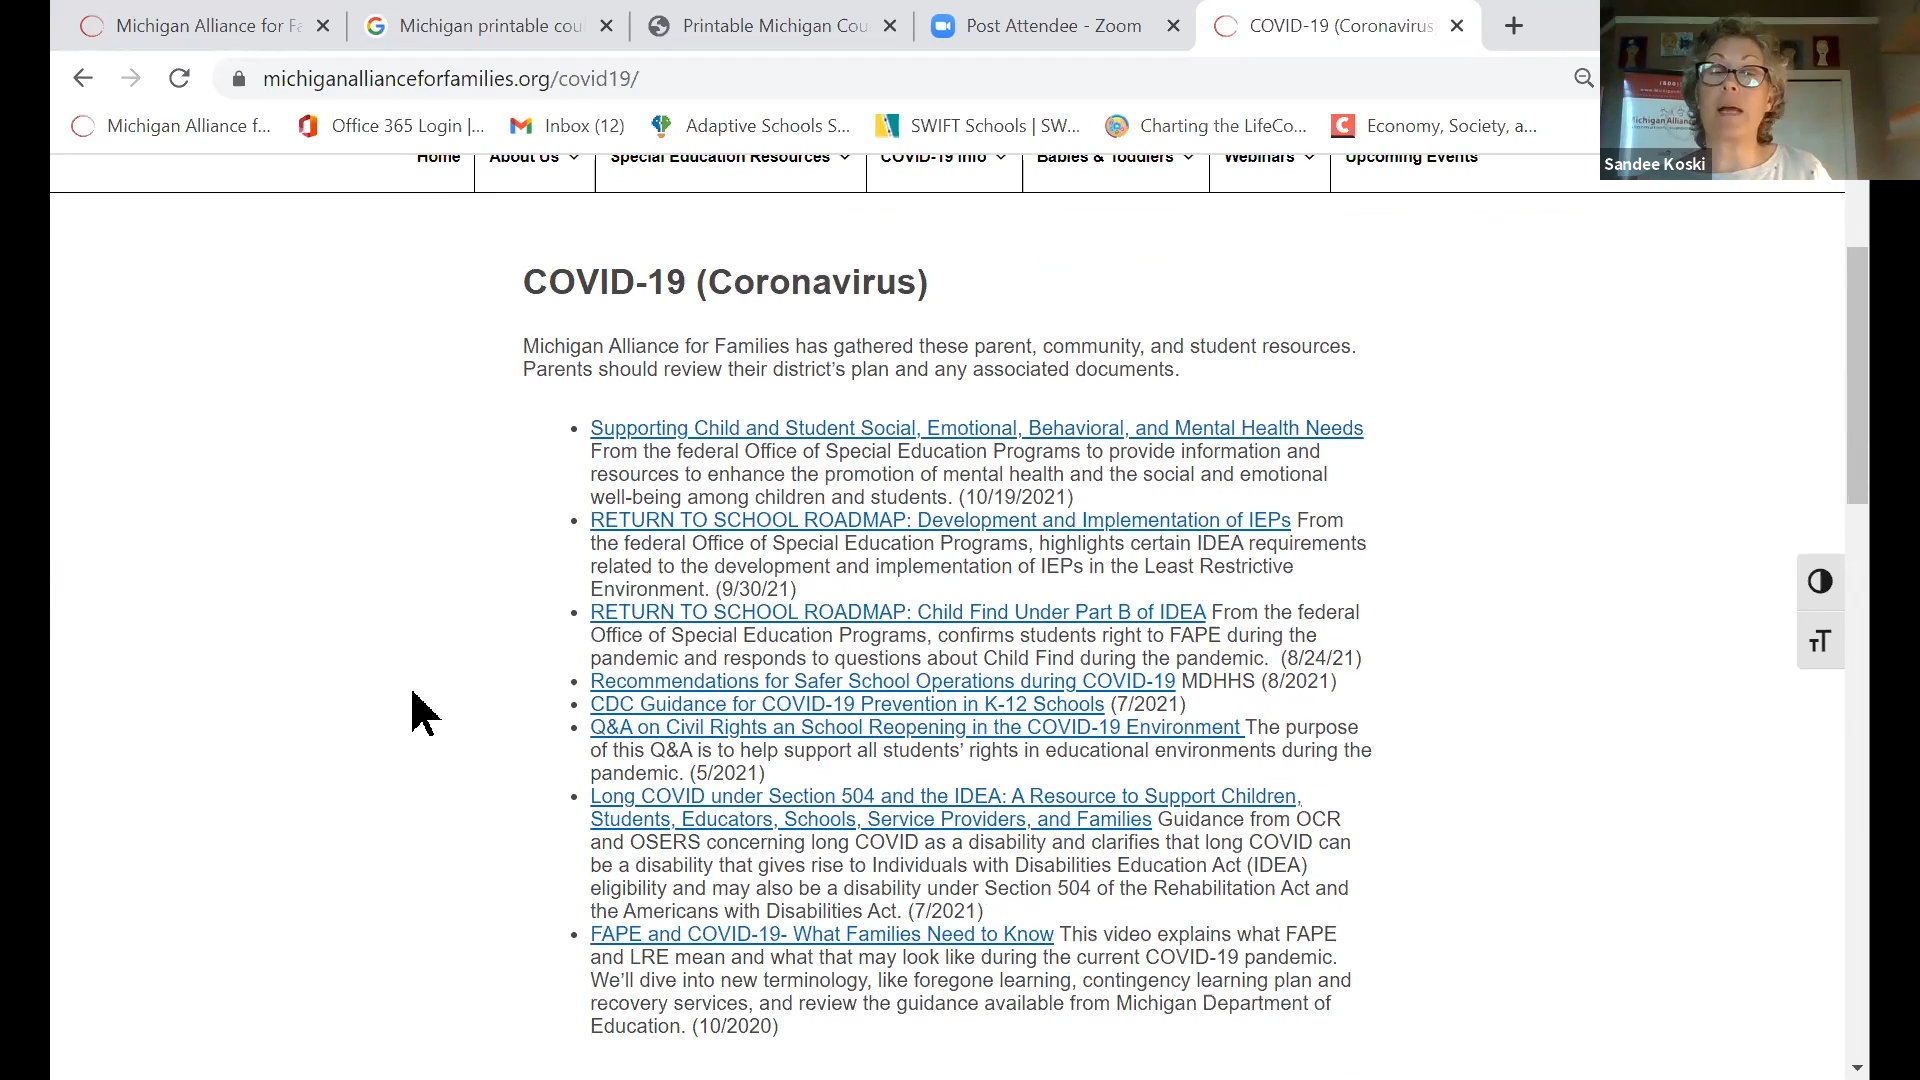 Michigan Alliance for Fa
Michigan printable cou
Printable Michigan Cou
Post Attendee - Zoom
COVID-19 (Coronavirus
michiganallianceforfamilies.org/covid19/
Michigan Alliance f...
Office 365 Login |...
Inbox (12)
Adaptive Schools S...
SWIFT Schools | SW...
Charting the LifeCo...
Economy, Society, a...
Sandee Koski
Home
About Us
Special Education Resources
COVID-19 Info
Babies & Toddlers
Webinars
Upcoming Events
COVID-19 (Coronavirus)
Michigan Alliance for Families has gathered these parent, community, and student resources.
Parents should review their district's plan and any associated documents.
• Supporting Child and Student Social, Emotional, Behavioral, and Mental Health Needs
From the federal Office of Special Education Programs to provide information and
resources to enhance the promotion of mental health and the social and emotional
well-being among children and students. (10/19/2021)
• RETURN TO SCHOOL ROADMAP: Development and Implementation of IEPs From
the federal Office of Special Education Programs, highlights certain IDEA requirements
related to the development and implementation of IEPs in the Least Restrictive
Environment. (9/30/21)
• RETURN TO SCHOOL ROADMAP: Child Find Under Part B of IDEA From the federal
Office of Special Education Programs, confirms students right to FAPE during the
pandemic and responds to questions about Child Find during the pandemic. (8/24/21)
• Recommendations for Safer School Operations during COVID-19 MDHHS (8/2021)
• CDC Guidance for COVID-19 Prevention in K-12 Schools (7/2021)
• Q&A on Civil Rights an School Reopening in the COVID-19 Environment The purpose
of this Q&A is to help support all students' rights in educational environments during the
pandemic. (5/2021)
• Long COVID under Section 504 and the IDEA: A Resource to Support Children,
Students, Educators, Schools, Service Providers, and Families Guidance from OCR
and OSERS concerning long COVID as a disability and clarifies that long COVID can
be a disability that gives rise to Individuals with Disabilities Education Act (IDEA)
eligibility and may also be a disability under Section 504 of the Rehabilitation Act and
the Americans with Disabilities Act. (7/2021)
• FAPE and COVID-19- What Families Need to Know This video explains what FAPE
and LRE mean and what that may look like during the current COVID-19 pandemic.
We'll dive into new terminology, like foregone learning, contingency learning plan and
recovery services, and review the guidance available from Michigan Department of
Education. (10/2020)